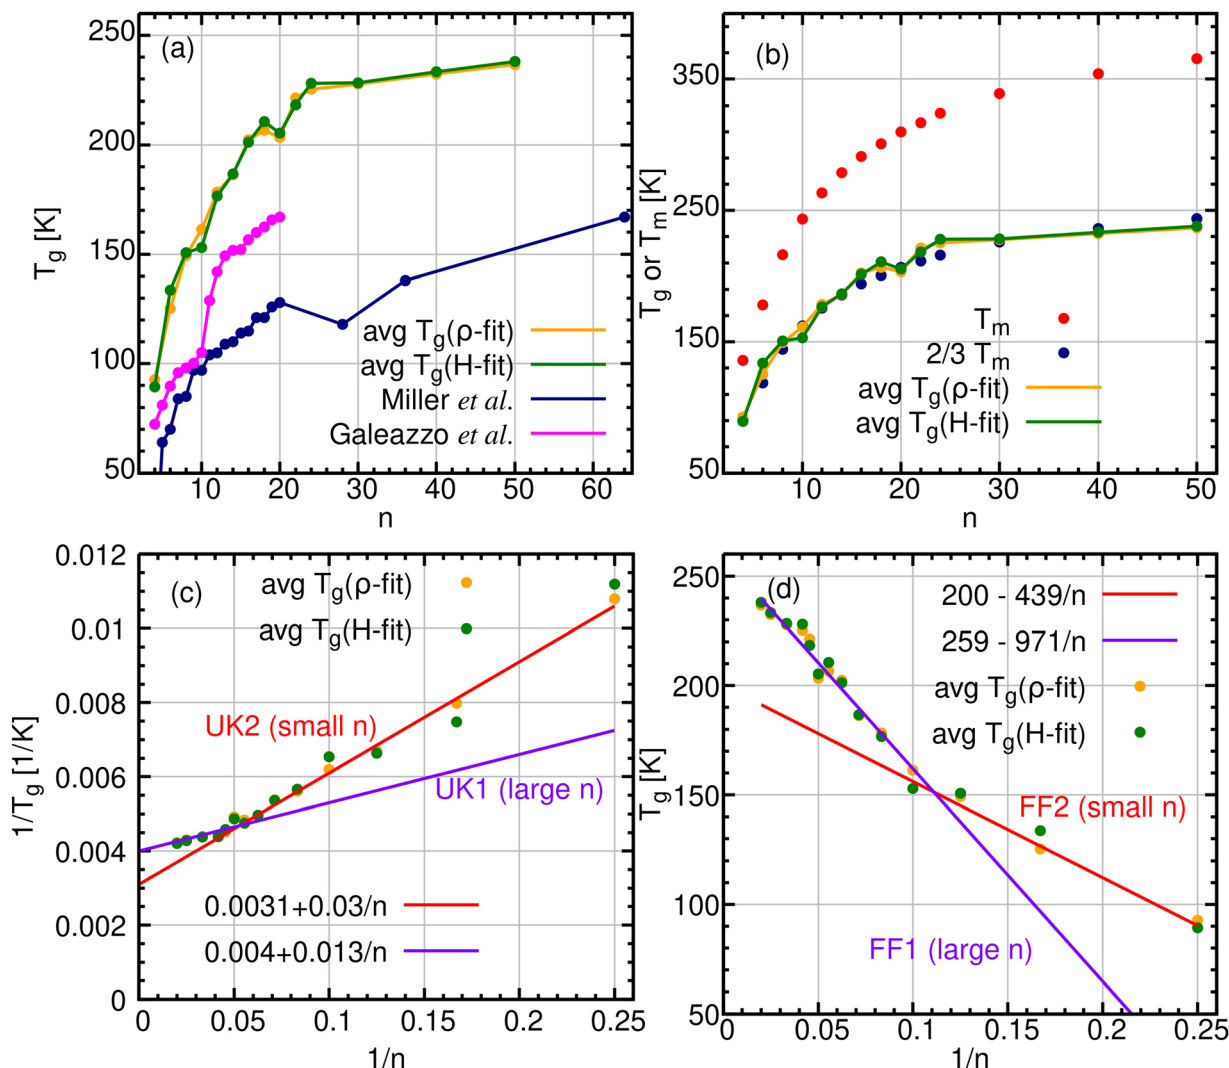 (a)
250
200
150
100
50
T_g [K]
avg T_g(ρ-fit)
avg T_g(H-fit)
Miller et al.
Galeazzo et al.
10 20 30 40 50 60
n
(b)
350
250
150
50
T_g or T_m [K]
T_m
2/3 T_m
avg T_g(ρ-fit)
avg T_g(H-fit)
10 20 30 40 50
n
(c)
0.012
0.01
0.008
0.006
0.004
0.002
0
1/T_g [1/K]
avg T_g(ρ-fit)
avg T_g(H-fit)
UK2 (small n)
UK1 (large n)
0.0031+0.03/n
0.004+0.013/n
0 0.05 0.1 0.15 0.2 0.25
1/n
(d)
250
200
150
100
50
T_g [K]
200 - 439/n
259 - 971/n
avg T_g(ρ-fit)
avg T_g(H-fit)
FF2 (small n)
FF1 (large n)
0 0.05 0.1 0.15 0.2 0.25
1/n